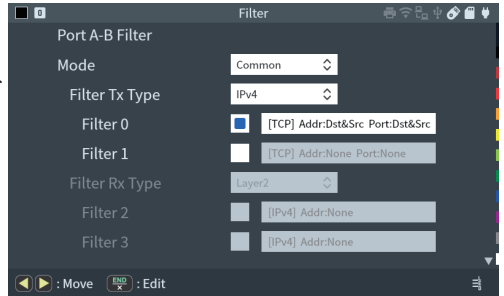 0 Filter
Port A-B Filter
Mode Common
Filter Tx Type IPv4
Filter 0 [TCP] Addr:Dst&Src Port:Dst&Src
Filter 1 [TCP] Addr:None Port:None
Filter Rx Type Layer2
Filter 2 [IPv4] Addr:None
Filter 3 [IPv4] Addr:None
: Move END × : Edit